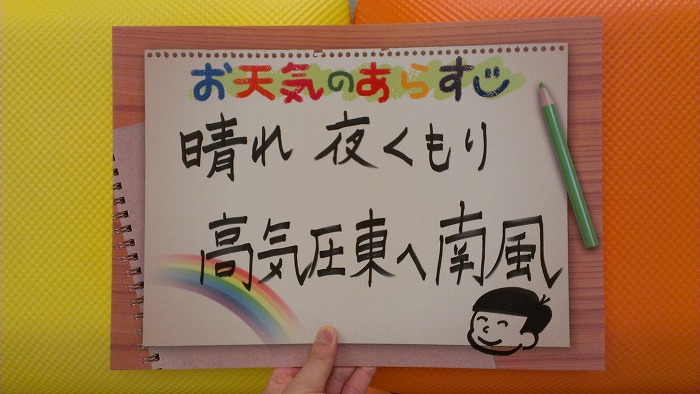 お天気のあらすじ
晴れ 夜くもり
高気圧東へ南風